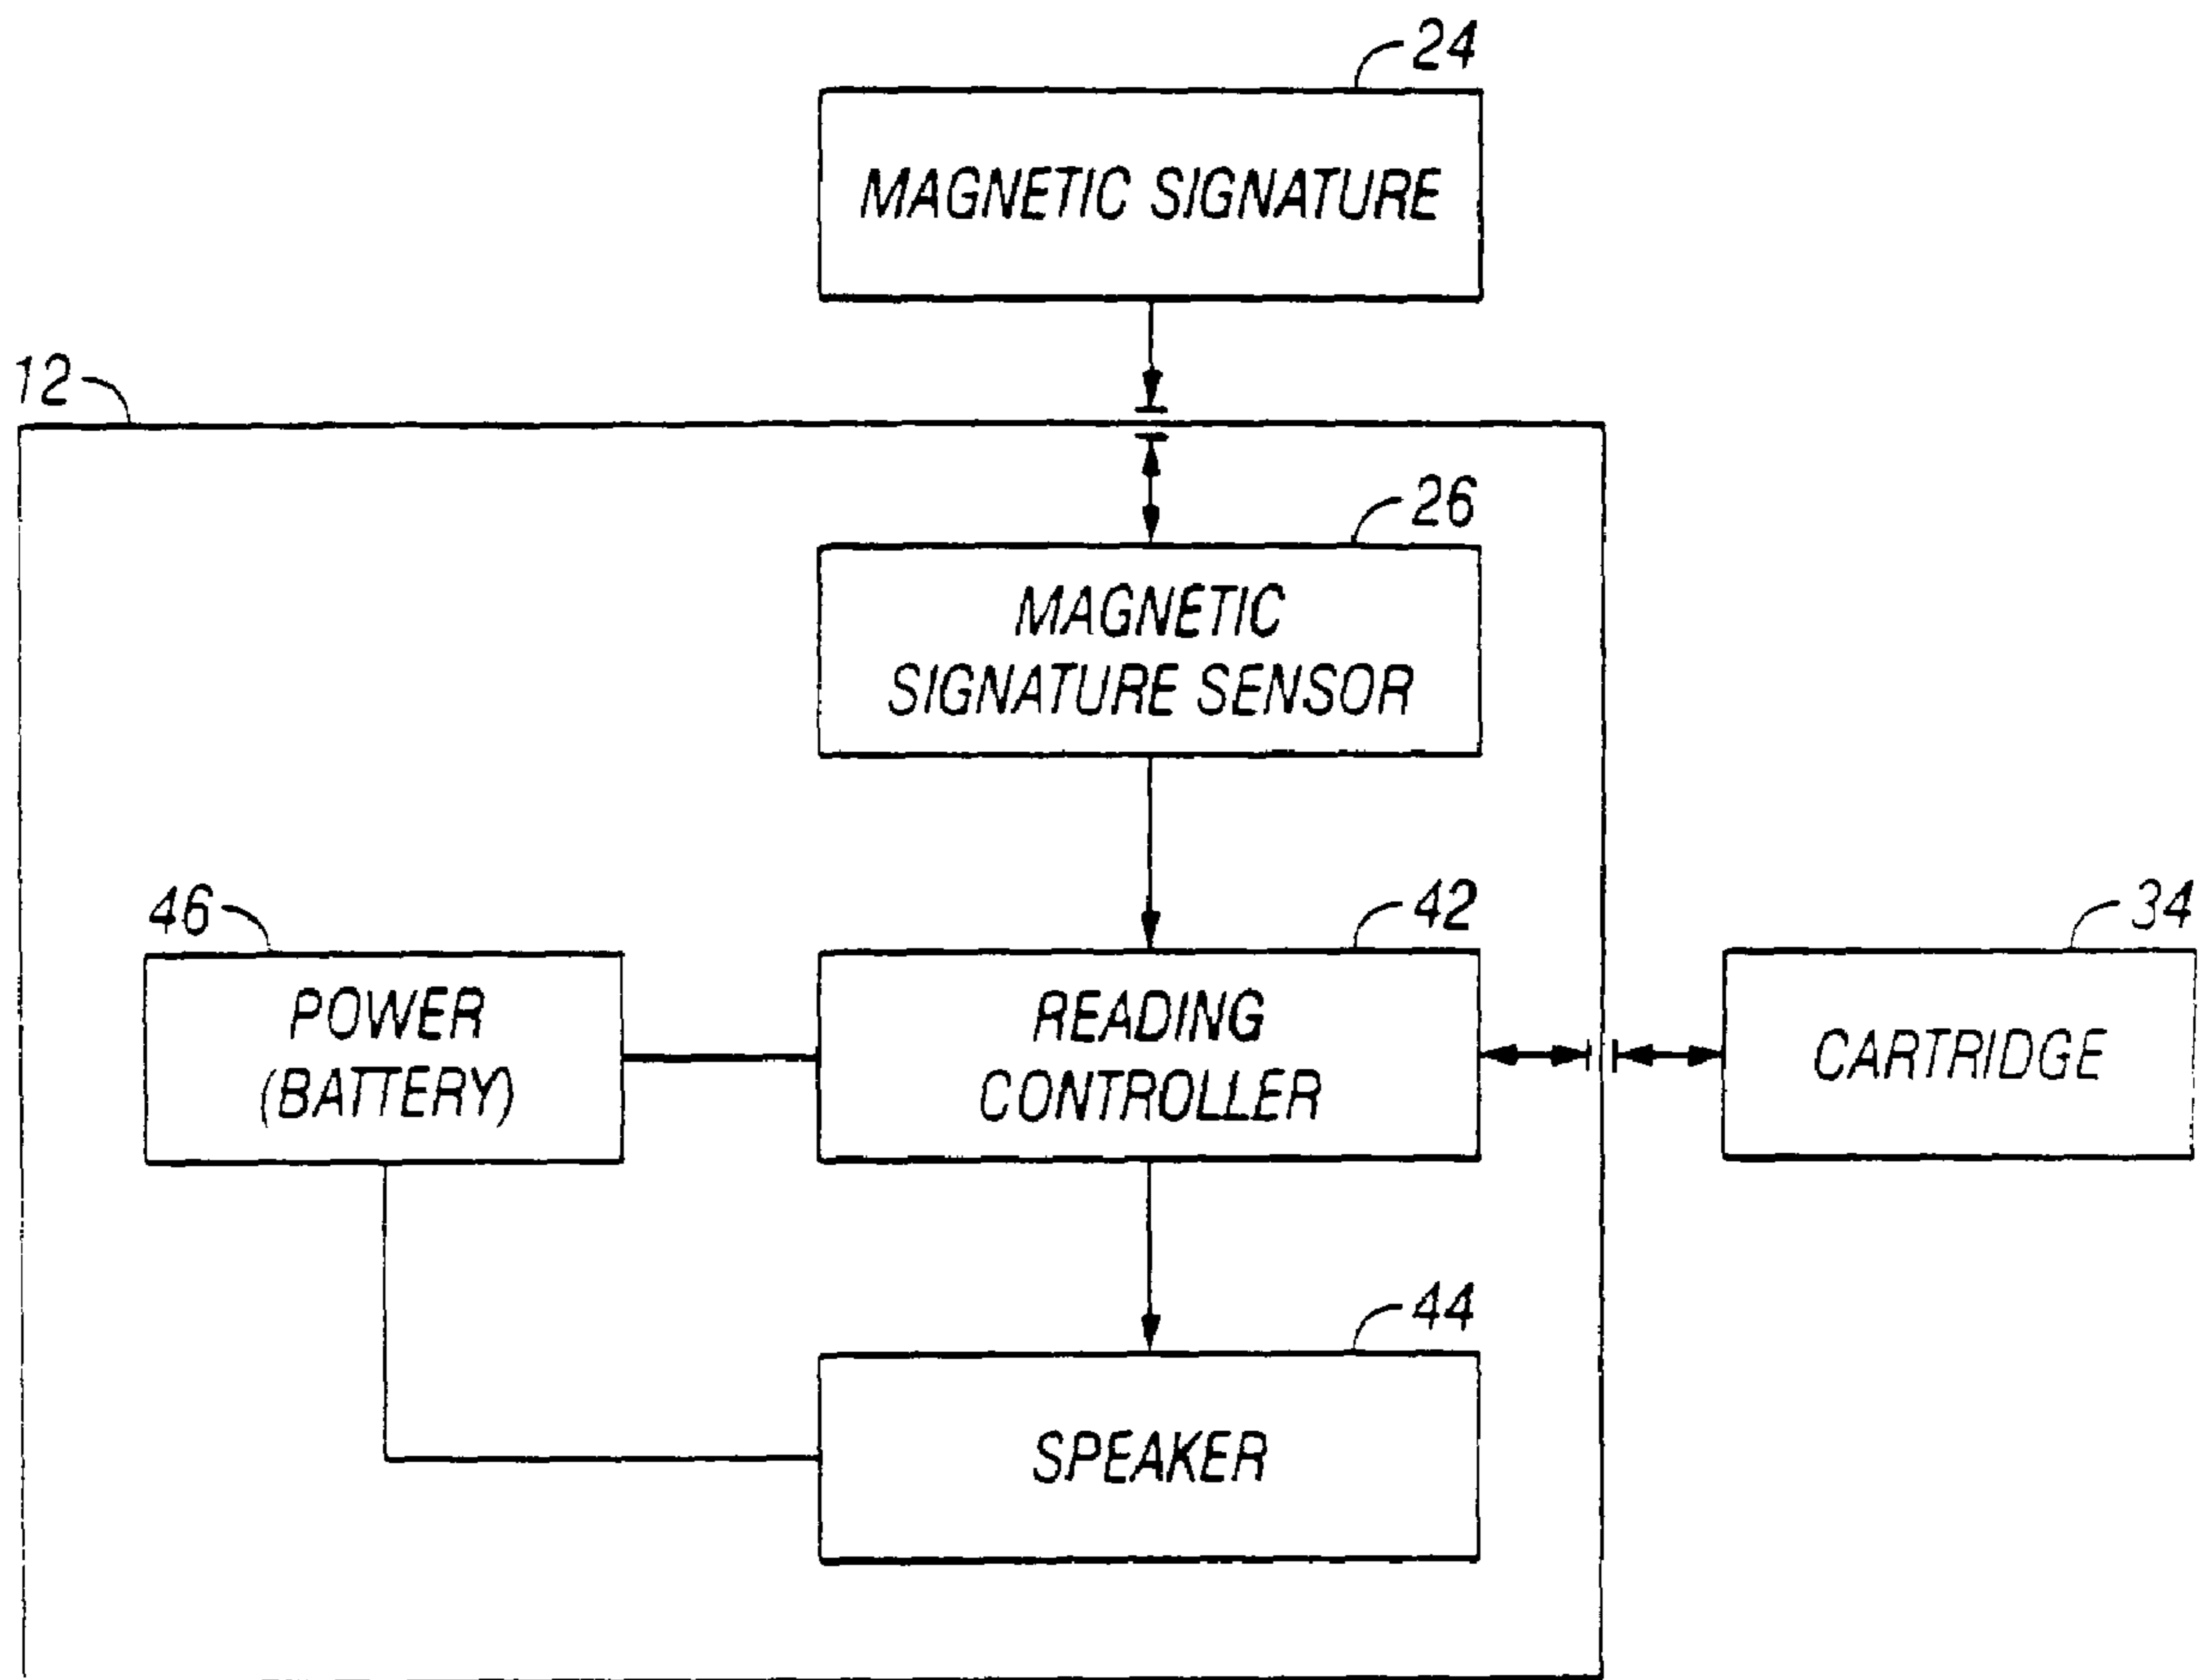 24
MAGNETIC SIGNATURE
12
26
MAGNETIC
SIGNATURE SENSOR
46
42
34
POWER
(BATTERY)
READING
CONTROLLER
CARTRIDGE
44
SPEAKER